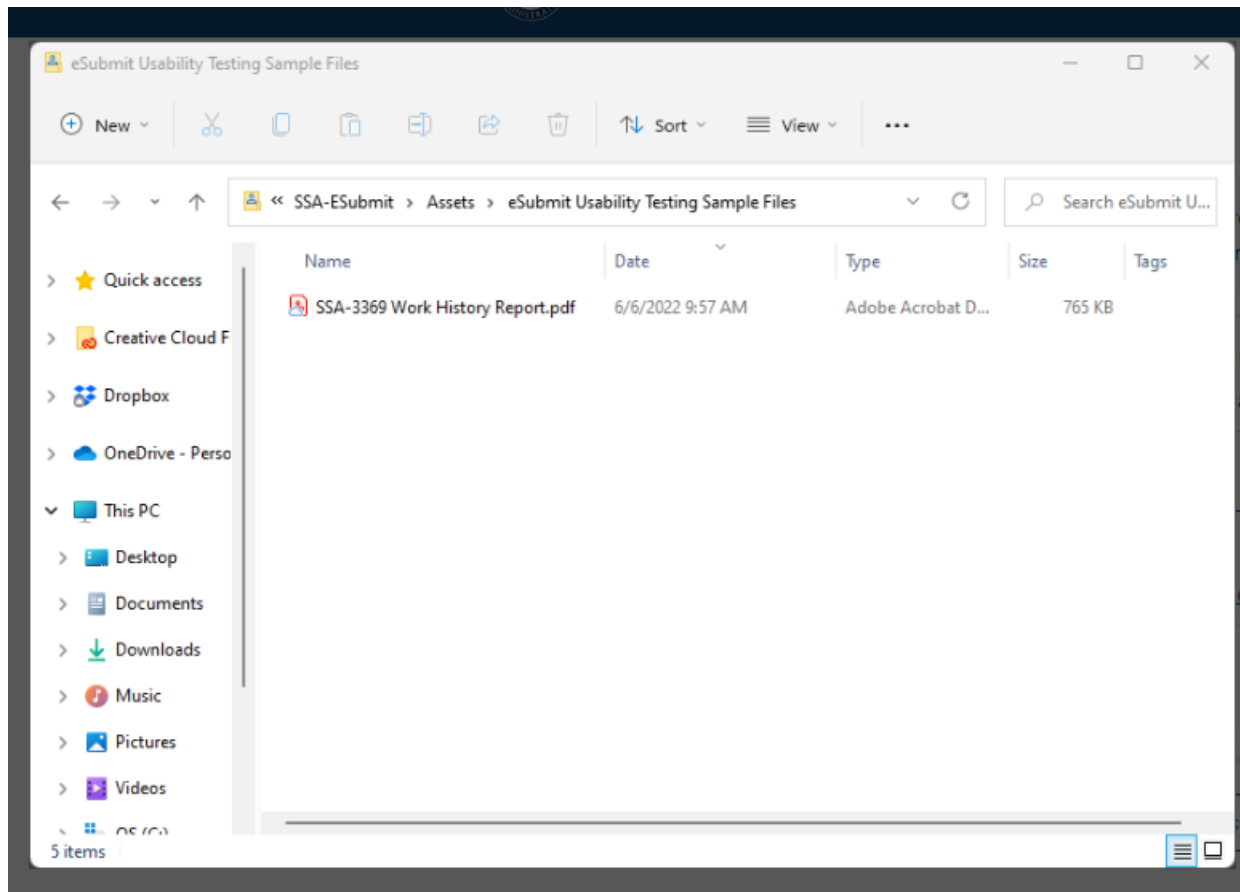 eSubmit Usability Testing Sample Files
New Sort View ...
« SSA-ESubmit > Assets > eSubmit Usability Testing Sample Files Search eSubmit U...
Name Date Type Size Tags
SSA-3369 Work History Report.pdf 6/6/2022 9:57 AM Adobe Acrobat D... 765 KB
Quick access
Creative Cloud F
Dropbox
OneDrive - Perso
This PC
Desktop
Documents
Downloads
Music
Pictures
Videos
OS (C:)
5 items